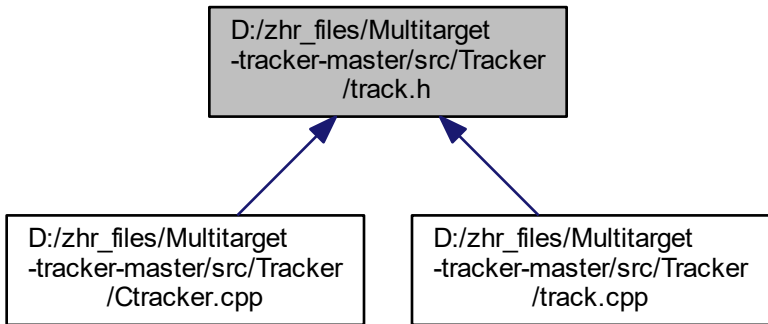 D:/zhr_files/Multitarget
-tracker-master/src/Tracker
/track.h
D:/zhr_files/Multitarget
-tracker-master/src/Tracker
/Ctracker.cpp
D:/zhr_files/Multitarget
-tracker-master/src/Tracker
/track.cpp